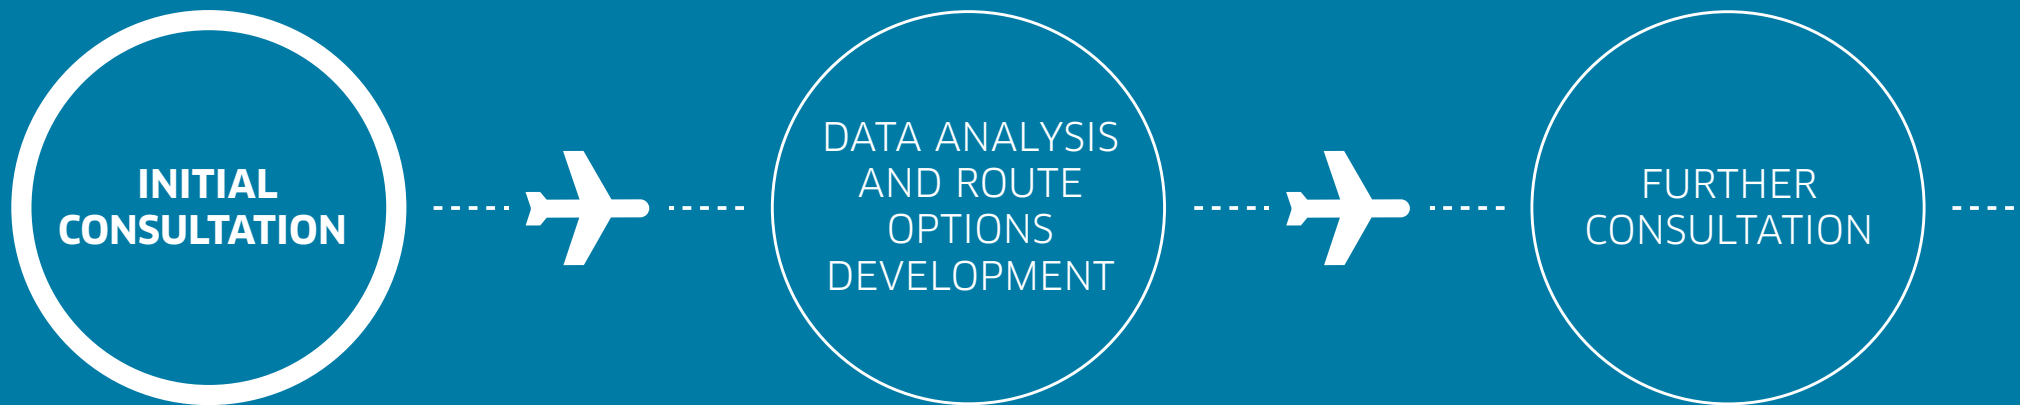 INITIAL
CONSULTATION
DATA ANALYSIS
AND ROUTE
OPTIONS
DEVELOPMENT
FURTHER
CONSULTATION